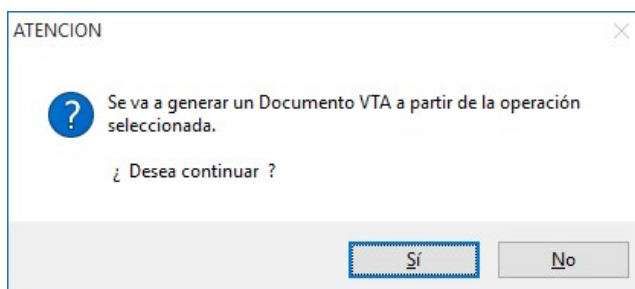 ATENCION
Se va a generar un Documento VTA a partir de la operación
seleccionada.
¿ Desea continuar ?
Sí
No